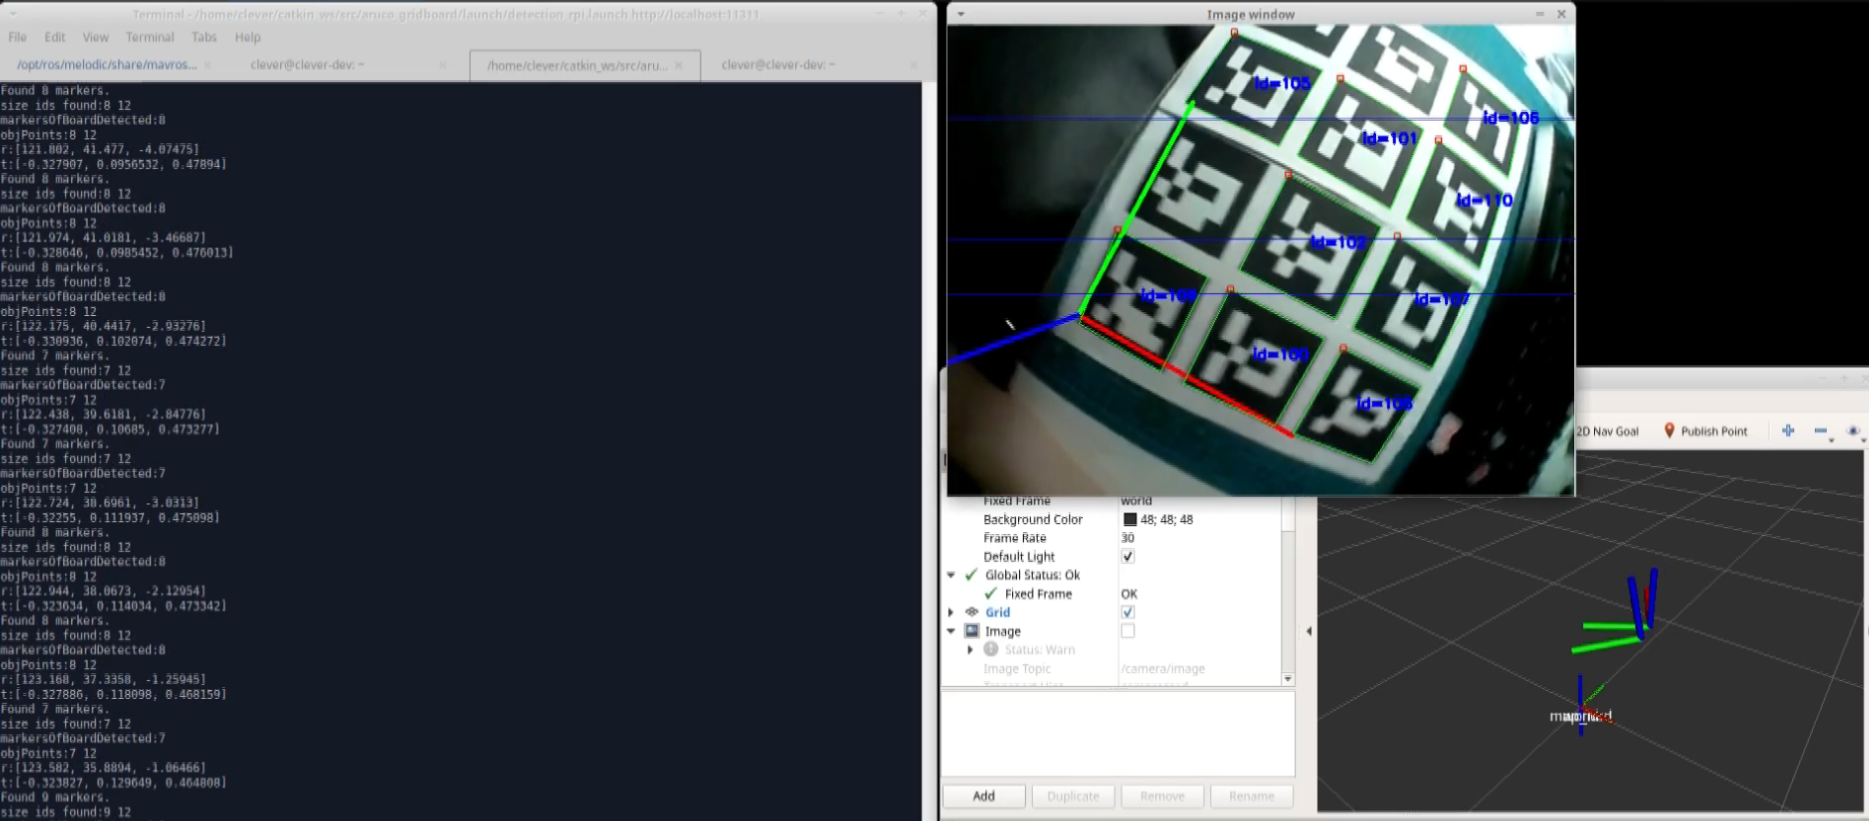 Terminal - /home/clever/catkin_ws/src/aruco_gridboard/launch/detection_rpi.launch http://localhost:11311
File Edit View Terminal Tabs Help
/opt/ros/melodic/share/mavros...
clever@clever-dev: ~
/home/clever/catkin_ws/src/aru...
clever@clever-dev: ~
Found 8 markers.
size ids found:8 12
markersOfBoardDetected:8
objPoints:8 12
r:[121.802, 41.477, -4.07475]
t:[-0.327907, 0.0956532, 0.47894]
Found 8 markers.
size ids found:8 12
markersOfBoardDetected:8
objPoints:8 12
r:[121.974, 41.0181, -3.46687]
t:[-0.328646, 0.0985452, 0.476013]
Found 8 markers.
size ids found:8 12
markersOfBoardDetected:8
objPoints:8 12
r:[122.175, 40.4417, -2.93276]
t:[-0.330936, 0.102074, 0.474272]
Found 7 markers.
size ids found:7 12
markersOfBoardDetected:7
objPoints:7 12
r:[122.438, 39.6181, -2.84776]
t:[-0.327408, 0.10685, 0.473277]
Found 7 markers.
size ids found:7 12
markersOfBoardDetected:7
objPoints:7 12
r:[122.724, 38.6961, -3.0313]
t:[-0.32255, 0.111937, 0.475098]
Found 8 markers.
size ids found:8 12
markersOfBoardDetected:8
objPoints:8 12
r:[122.944, 38.0673, -2.12954]
t:[-0.323634, 0.114034, 0.473342]
Found 8 markers.
size ids found:8 12
markersOfBoardDetected:8
objPoints:8 12
r:[123.168, 37.3358, -1.25945]
t:[-0.327886, 0.118098, 0.468159]
Found 7 markers.
size ids found:7 12
markersOfBoardDetected:7
objPoints:7 12
r:[123.582, 35.8894, -1.06466]
t:[-0.323827, 0.129649, 0.464808]
Found 9 markers.
size ids found:9 12
Image window
id=105
id=106
id=101
id=110
id=102
id=109
id=107
id=100
id=108
2D Nav Goal
Publish Point
Fixed Frame world
Background Color 48; 48; 48
Frame Rate 30
Default Light
Global Status: Ok
Fixed Frame OK
Grid
Image
Status: Warn
Image Topic /camera/image
Add Duplicate Remove Rename